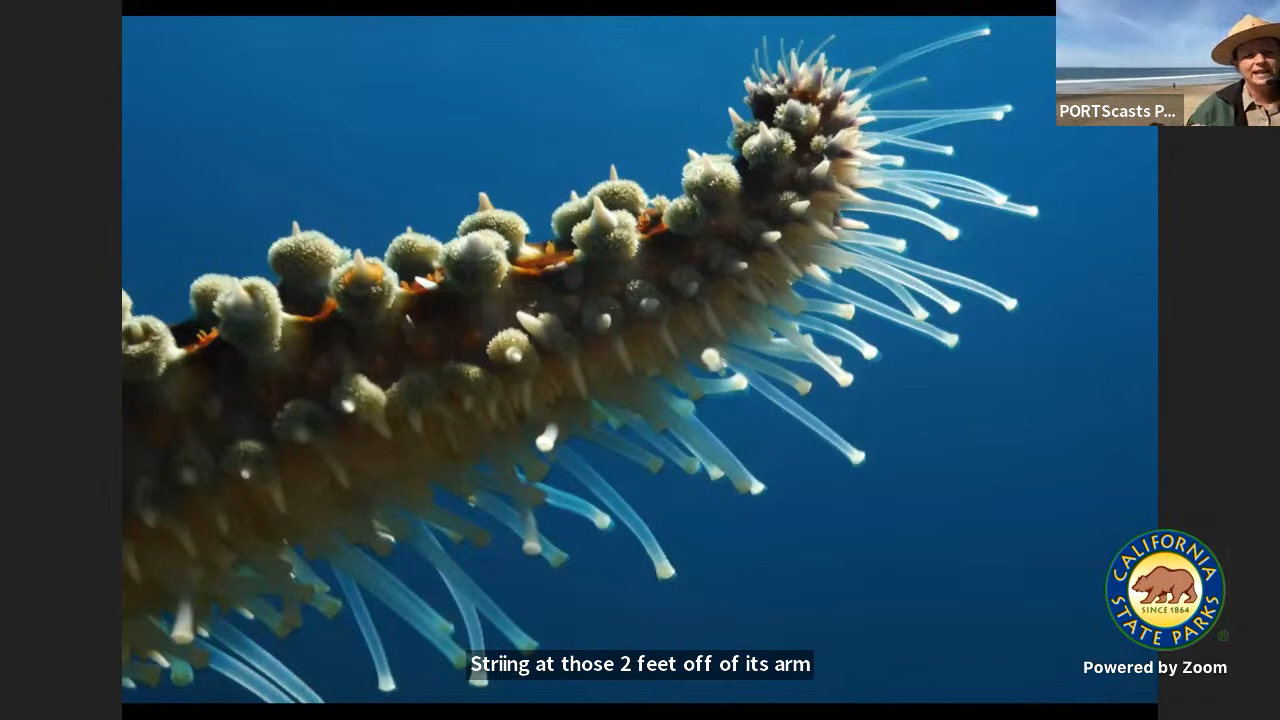 PORTScasts P...
CALIFORNIA
SINCE 1864
STATE PARKS
®
Powered by Zoom
Striing at those 2 feet off of its arm